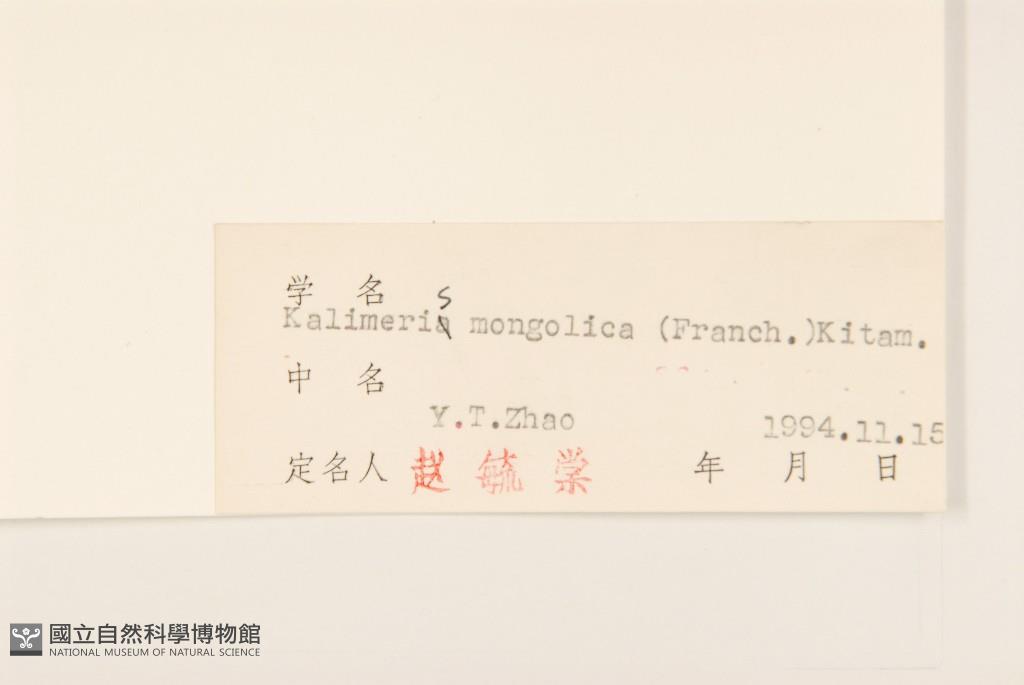 学 名
Kalimeris mongolica (Franch.)Kitam.
中 名
Y.T.Zhao 1994.11.15
定名人 赵 毓 棠 年 月 日
國立自然科學博物館
NATIONAL MUSEUM OF NATURAL SCIENCE